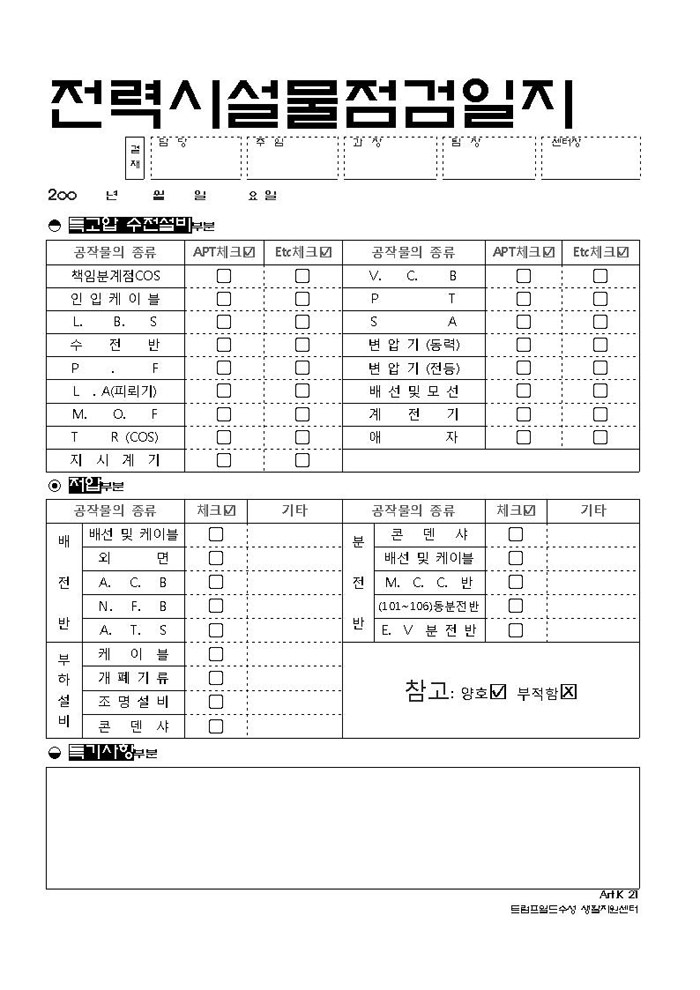 전력시설물점검일지
결재 담 당 주 임 과 장 팀 장 센터장
200 년 월 일 요일
특고압 수전설비부분
공작물의 종류 APT체크☑ Etc체크☑ 공작물의 종류 APT체크☑ Etc체크☑
책임분계점COS ☐ ☐ V. C. B ☐ ☐
인 입 케 이 블 ☐ ☐ P T ☐ ☐
L. B. S ☐ ☐ S A ☐ ☐
수 전 반 ☐ ☐ 변 압 기 (동력) ☐ ☐
P . F ☐ ☐ 변 압 기 (전등) ☐ ☐
L . A(피뢰기) ☐ ☐ 배 선 및 모 선 ☐ ☐
M. O. F ☐ ☐ 계 전 기 ☐ ☐
T R (COS) ☐ ☐ 애 자 ☐ ☐
지 시 계 기 ☐ ☐
저압부분
공작물의 종류 체크☑ 기타 공작물의 종류 체크☑ 기타
배 전 반 배선 및 케이블 ☐ 분 전 반 콘 덴 샤 ☐
외 면 ☐ 배선 및 케이블 ☐
A. C. B ☐ M. C. C. 반 ☐
N. F. B ☐ (101~106)동분전반 ☐
A. T. S ☐ E. V 분 전 반 ☐
부 하 설 비 케 이 블 ☐
개 폐 기 류 ☐
조 명 설 비 ☐
콘 덴 샤 ☐
참고: 양호☑ 부적합☒
특기사항부분
Art.K 21
트럼프월드수성 생활지원센터